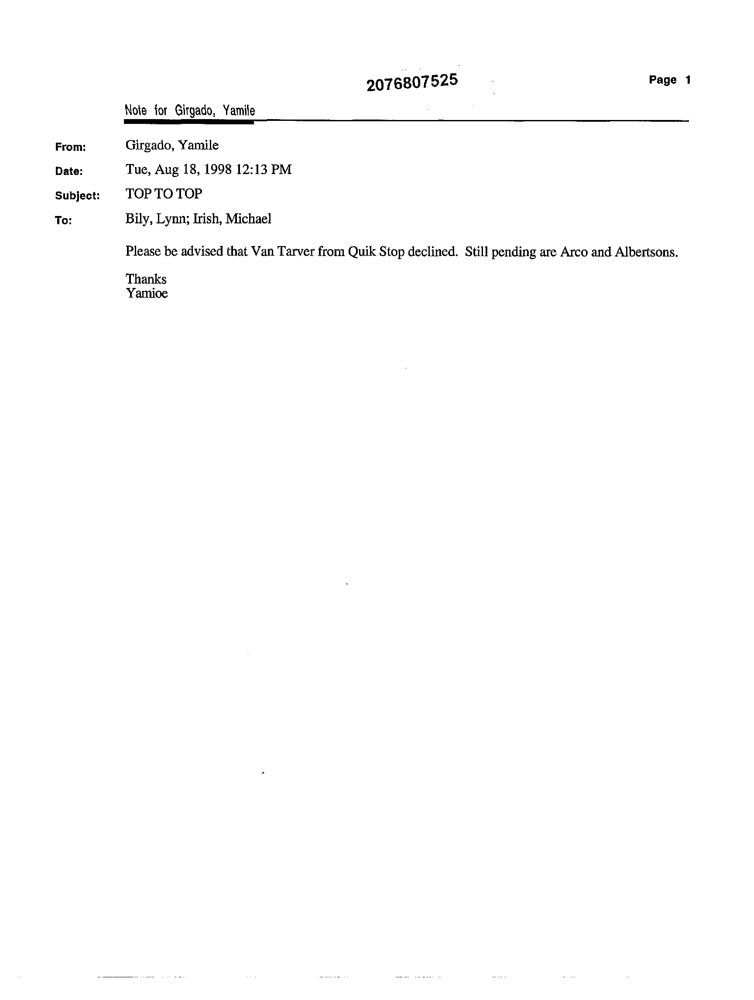 2076807525
Page 1
Note for Girgado, Yamile
From: Girgado, Yamile
Date: Tue, Aug 18, 1998 12:13 PM
Subject: TOP TO TOP
To: Bily, Lynn; Irish, Michael
Please be advised that Van Tarver from Quik Stop declined. Still pending are Arco and Albertsons.
Thanks
Yamioe